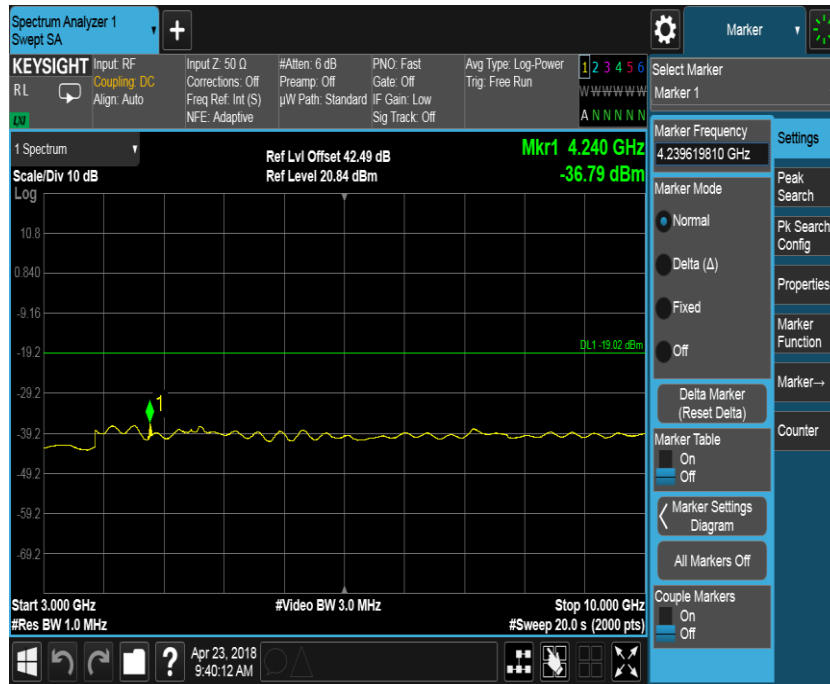 Spectrum Analyzer 1
Swept SA
+
Marker
KEYSIGHT
RL
LXI
Input: RF
Coupling: DC
Align: Auto
Input Z: 50 Ω
Corrections: Off
Freq Ref: Int (S)
NFE: Adaptive
#Atten: 6 dB
Preamp: Off
µW Path: Standard
PNO: Fast
Gate: Off
IF Gain: Low
Sig Track: Off
Avg Type: Log-Power
Trig: Free Run
1 2 3 4 5 6
W W W W W W
A N N N N N
Select Marker
Marker 1
1 Spectrum
Scale/Div 10 dB
Log
Ref Lvl Offset 42.49 dB
Ref Level 20.84 dBm
Mkr1 4.240 GHz
-36.79 dBm
10.8
0.840
-9.16
-19.2
-29.2
-39.2
-49.2
-59.2
-69.2
DL1 -19.02 dBm
1
Start 3.000 GHz
#Res BW 1.0 MHz
#Video BW 3.0 MHz
Stop 10.000 GHz
#Sweep 20.0 s (2000 pts)
Marker Frequency
4.239619810 GHz
Marker Mode
Normal
Delta (Δ)
Fixed
Off
Delta Marker
(Reset Delta)
Marker Table
On
Off
Marker Settings
Diagram
All Markers Off
Couple Markers
On
Off
Settings
Peak
Search
Pk Search
Config
Properties
Marker
Function
Marker→
Counter
?
Apr 23, 2018
9:40:12 AM